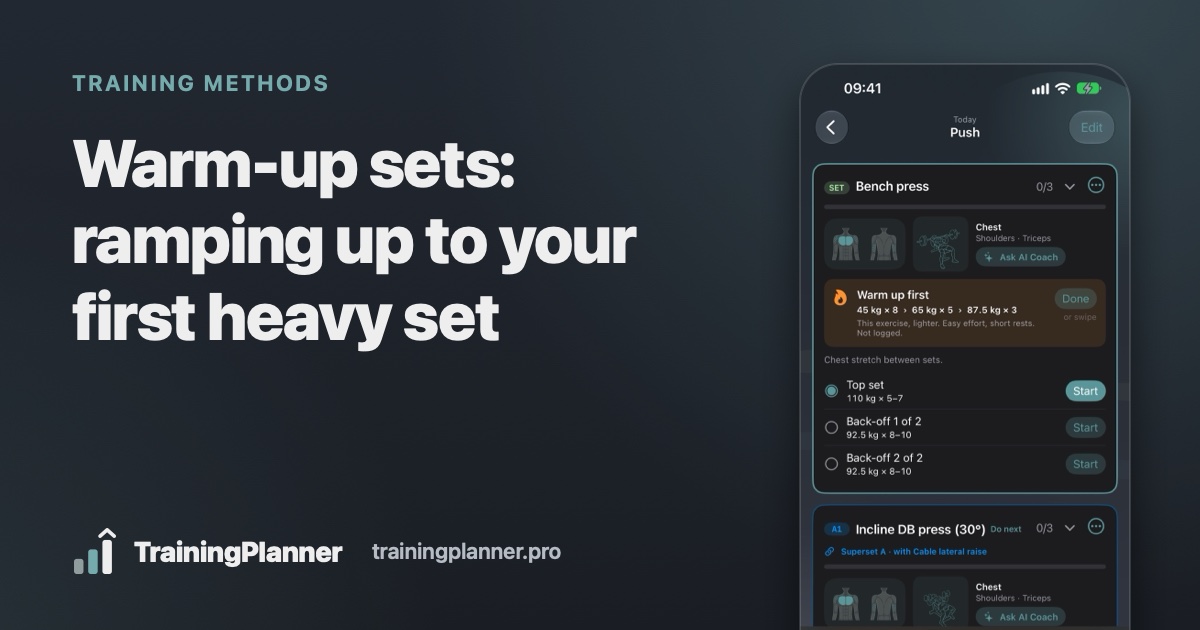 TRAINING METHODS
Warm-up sets:
ramping up to your
first heavy set
TrainingPlanner
trainingplanner.pro
09:41
Today
Push
Edit
SET Bench press 0/3
Chest
Shoulders · Triceps
Ask AI Coach
Warm up first
45 kg × 8 › 65 kg × 5 › 87.5 kg × 3
This exercise, lighter. Easy effort, short rests.
Not logged.
Done
or swipe
Chest stretch between sets.
Top set
110 kg × 5–7
Start
Back-off 1 of 2
92.5 kg × 8–10
Start
Back-off 2 of 2
92.5 kg × 8–10
Start
A1 Incline DB press (30°) Do next 0/3
Superset A · with Cable lateral raise
Chest
Shoulders · Triceps
Ask AI Coach